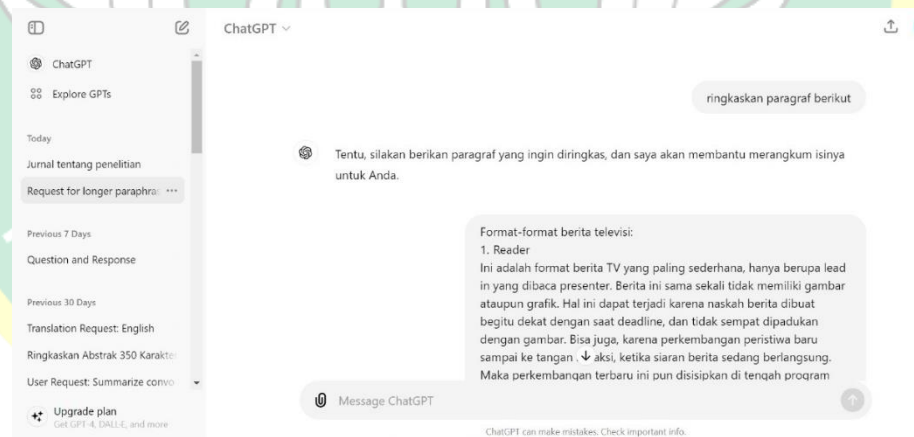 ChatGPT
ChatGPT
Explore GPTs
Today
Jurnal tentang penelitian
Request for longer paraphra
Previous 7 Days
Question and Response
Previous 30 Days
Translation Request: English
Ringkaskan Abstrak 350 Karakte
User Request: Summarize convo
Upgrade plan
Get GPT-4, DALL·E, and more
ringkaskan paragraf berikut
Tentu, silakan berikan paragraf yang ingin diringkas, dan saya akan membantu merangkum isinya
untuk Anda.
Format-format berita televisi:
1. Reader
Ini adalah format berita TV yang paling sederhana, hanya berupa lead
in yang dibaca presenter. Berita ini sama sekali tidak memiliki gambar
ataupun grafik. Hal ini dapat terjadi karena naskah berita dibuat
begitu dekat dengan saat deadline, dan tidak sempat dipadukan
dengan gambar. Bisa juga, karena perkembangan peristiwa baru
sampai ke tangan aksi, ketika siaran berita sedang berlangsung.
Maka perkembangan terbaru ini pun disisipkan di tengah program
Message ChatGPT
ChatGPT can make mistakes. Check important info.